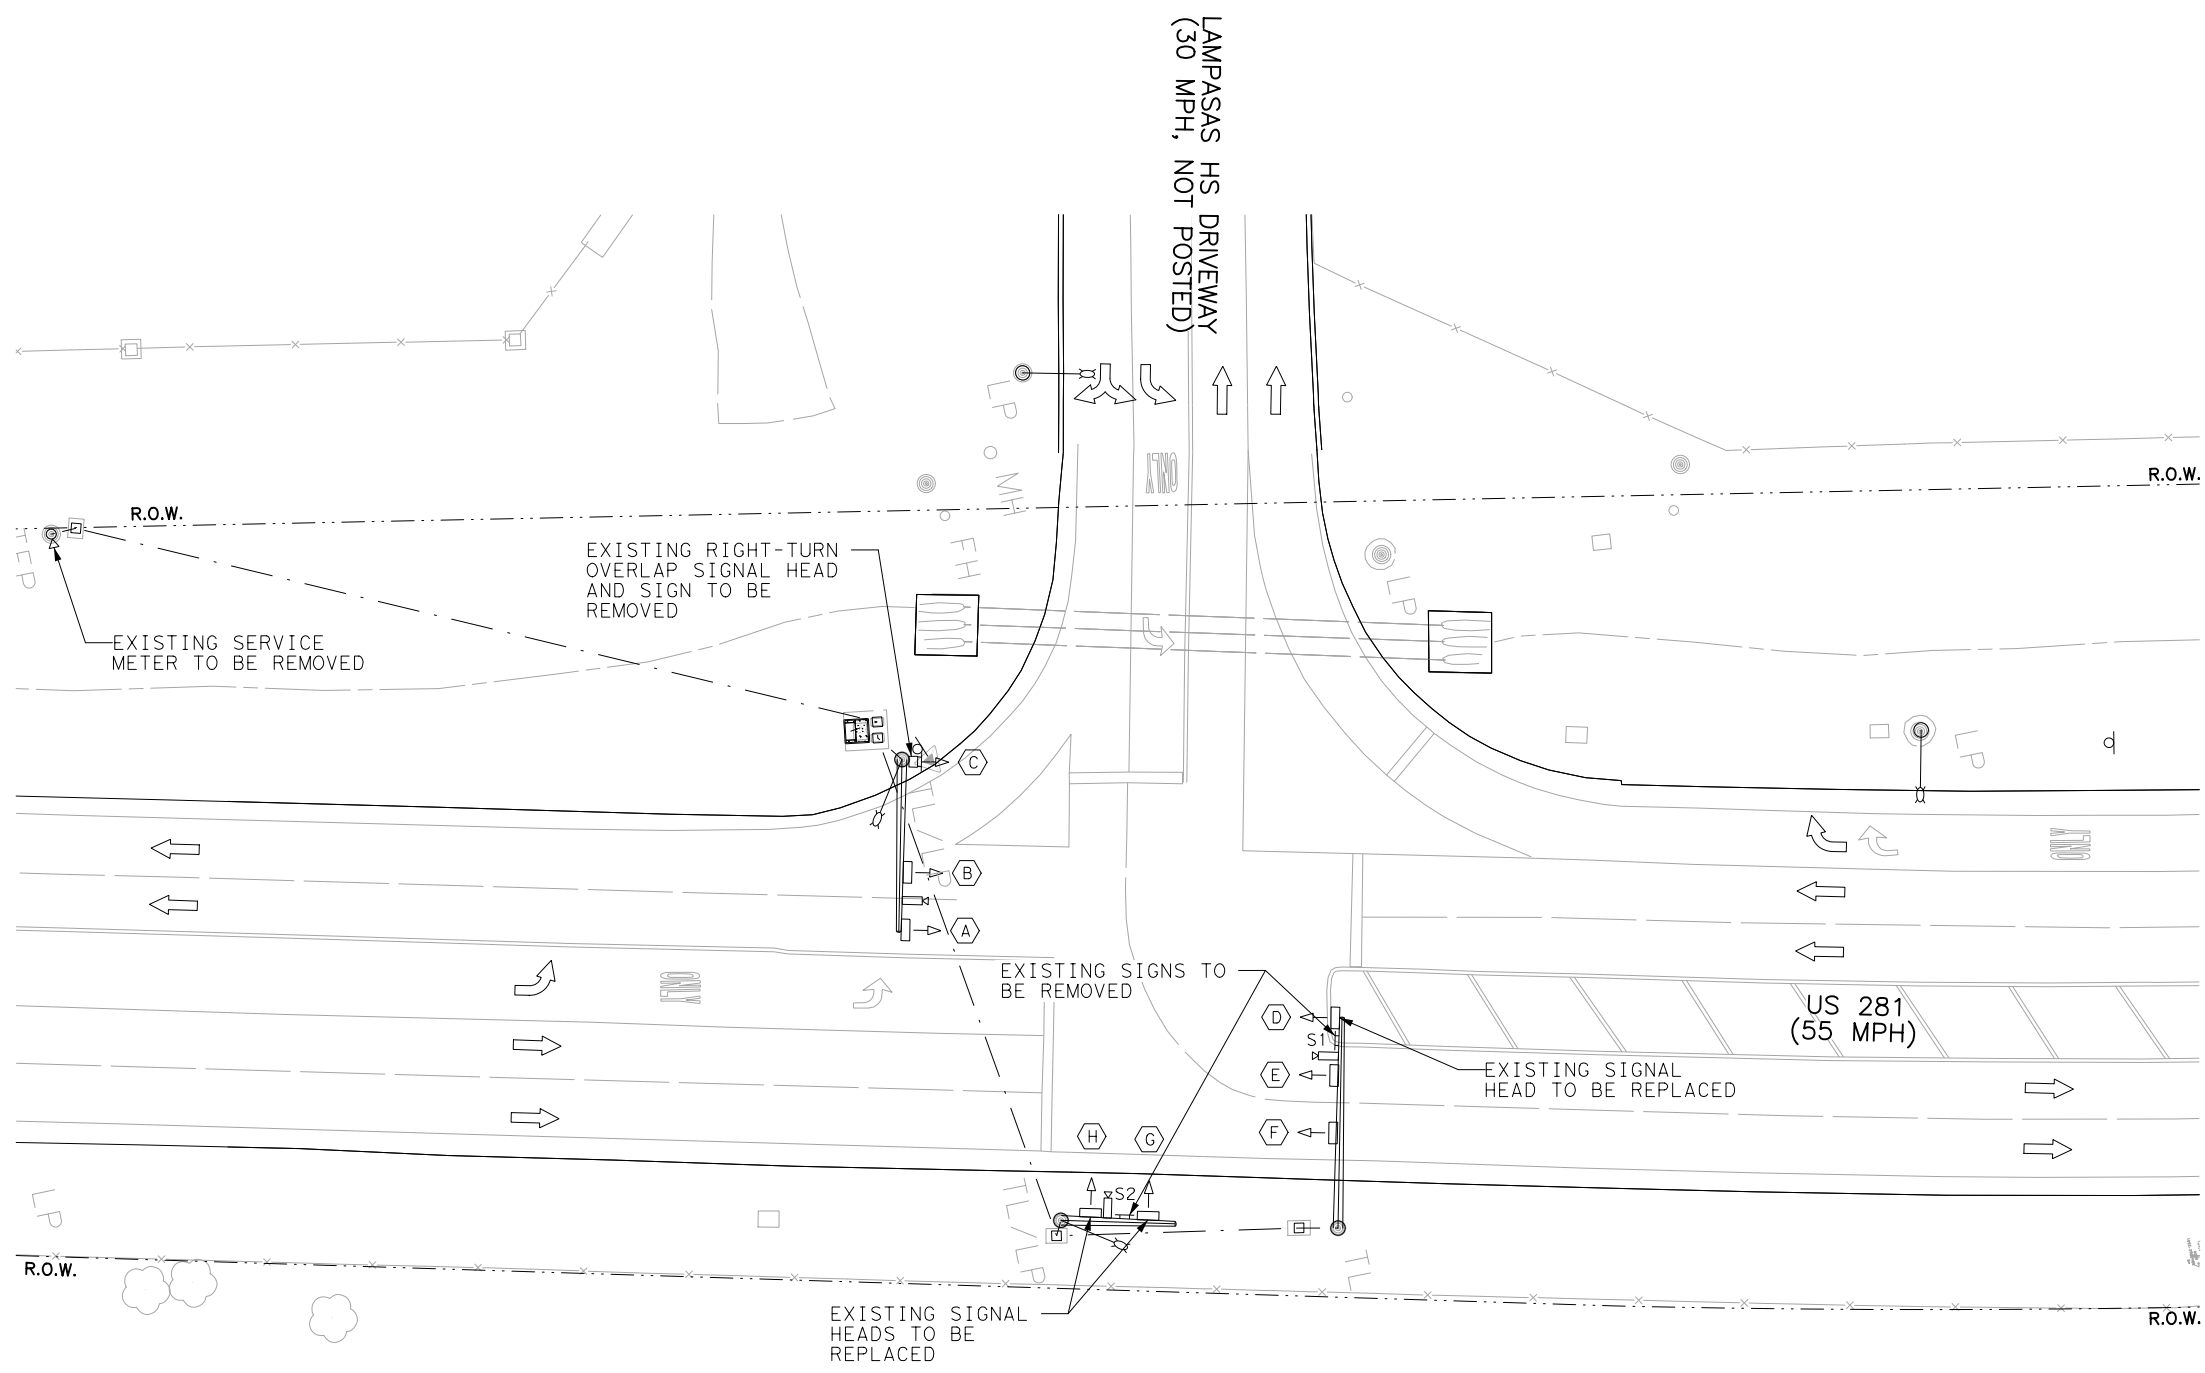 LAMPASAS HS DRIVEWAY
(30 MPH, NOT POSTED)
LP
MH
ONLY
R.O.W.
R.O.W.
TEP
FH
LP
EXISTING RIGHT-TURN
OVERLAP SIGNAL HEAD
AND SIGN TO BE
REMOVED
EXISTING SERVICE
METER TO BE REMOVED
LP
C
TL/LP
B
A
ONLY
ONLY
EXISTING SIGNS TO
BE REMOVED
US 281
(55 MPH)
D
S1
E
F
EXISTING SIGNAL
HEAD TO BE REPLACED
H
G
S2
LP
TL/LP
TL
R.O.W.
R.O.W.
EXISTING SIGNAL
HEADS TO BE
REPLACED